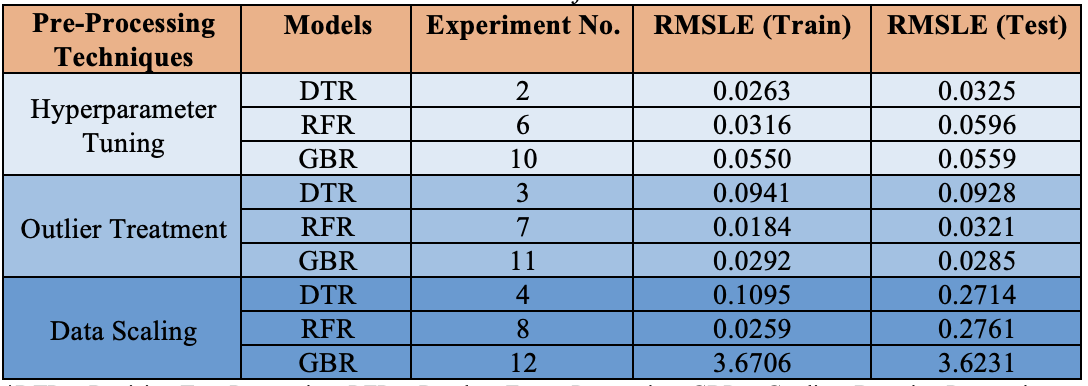 Pre-Processing Techniques Models Experiment No. RMSLE (Train) RMSLE (Test)
Hyperparameter Tuning DTR 2 0.0263 0.0325
RFR 6 0.0316 0.0596
GBR 10 0.0550 0.0559
Outlier Treatment DTR 3 0.0941 0.0928
RFR 7 0.0184 0.0321
GBR 11 0.0292 0.0285
Data Scaling DTR 4 0.1095 0.2714
RFR 8 0.0259 0.2761
GBR 12 3.6706 3.6231